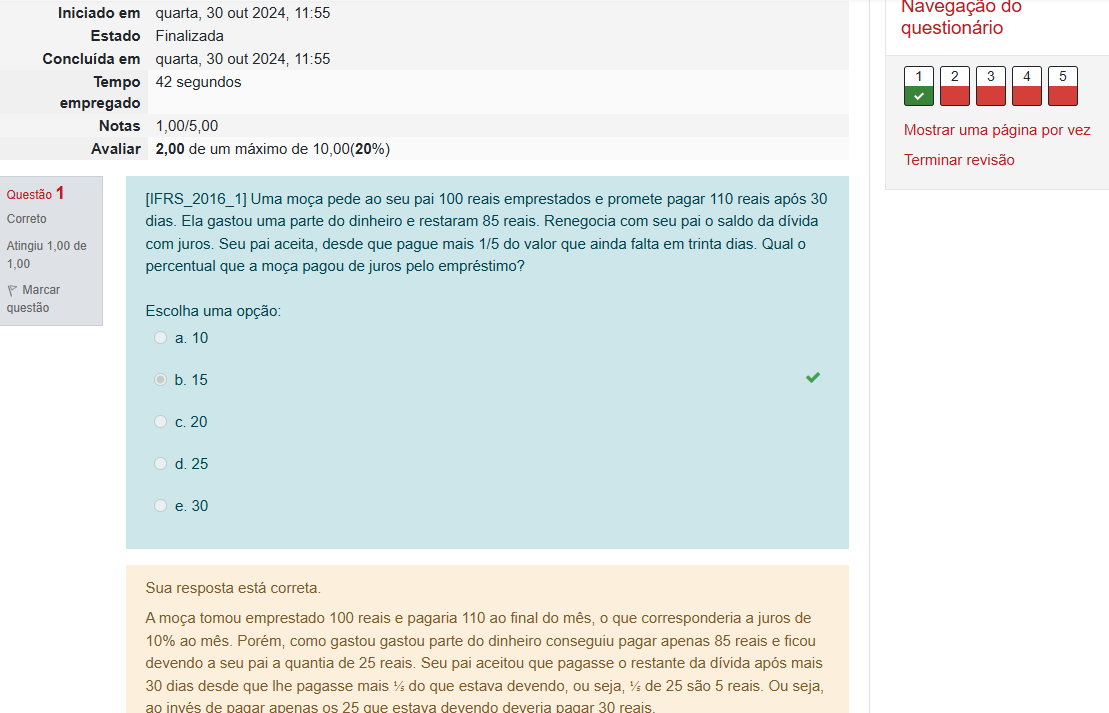 Iniciado em quarta, 30 out 2024, 11:55
Estado Finalizada
Concluída em quarta, 30 out 2024, 11:55
Tempo empregado 42 segundos
Notas 1,00/5,00
Avaliar 2,00 de um máximo de 10,00(20%)
Questão 1
Correto
Atingiu 1,00 de
1,00
Marcar
questão
[IFRS_2016_1] Uma moça pede ao seu pai 100 reais emprestados e promete pagar 110 reais após 30
dias. Ela gastou uma parte do dinheiro e restaram 85 reais. Renegocia com seu pai o saldo da dívida
com juros. Seu pai aceita, desde que pague mais 1/5 do valor que ainda falta em trinta dias. Qual o
percentual que a moça pagou de juros pelo empréstimo?
Escolha uma opção:
a. 10
b. 15
c. 20
d. 25
e. 30
Sua resposta está correta.
A moça tomou emprestado 100 reais e pagaria 110 ao final do mês, o que corresponderia a juros de
10% ao mês. Porém, como gastou gastou parte do dinheiro conseguiu pagar apenas 85 reais e ficou
devendo a seu pai a quantia de 25 reais. Seu pai aceitou que pagasse o restante da dívida após mais
30 dias desde que lhe pagasse mais ⅕ do que estava devendo, ou seja, ⅕ de 25 são 5 reais. Ou seja,
ao invés de pagar apenas os 25 que estava devendo deveria pagar 30 reais.
Navegação do
questionário
1 2 3 4 5
Mostrar uma página por vez
Terminar revisão